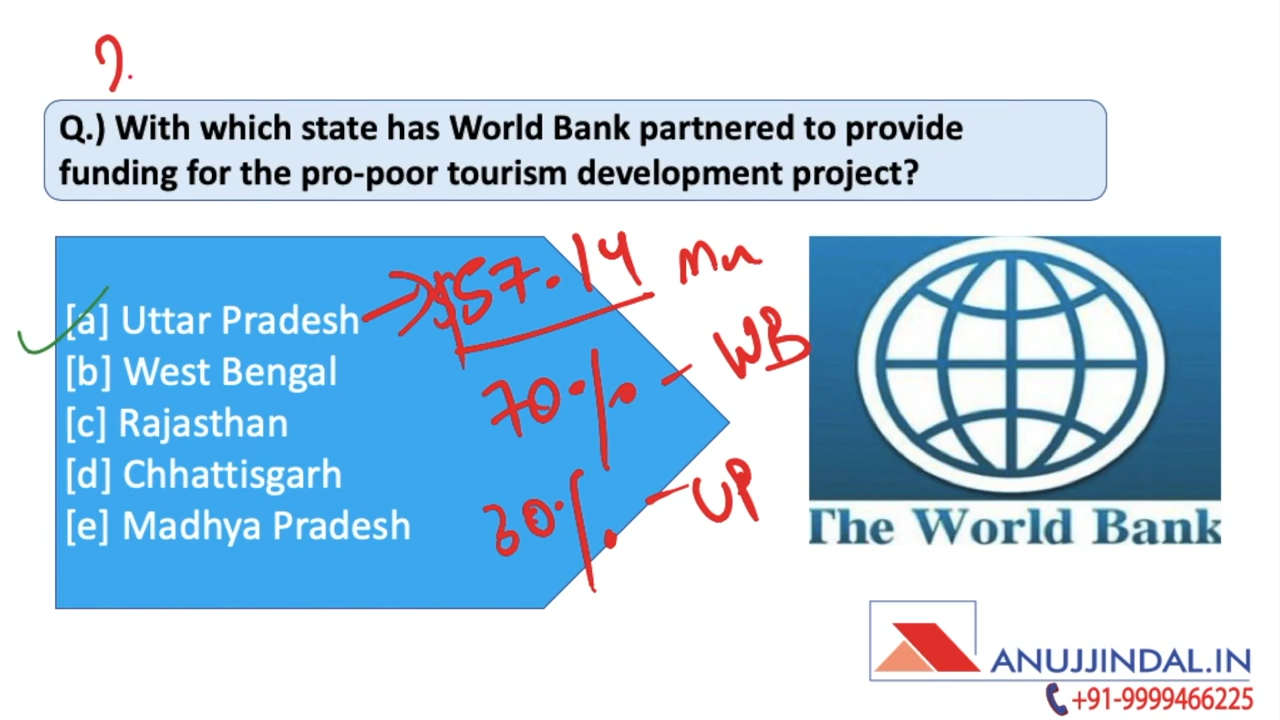 ?
Q.) With which state has World Bank partnered to provide
funding for the pro-poor tourism development project?
[a] Uttar Pradesh
$57.14 Mn
[b] West Bengal
70% - WB
[c] Rajasthan
[d] Chhattisgarh
30% - UP
[e] Madhya Pradesh
The World Bank
ANUJJINDAL.IN
+91-9999466225